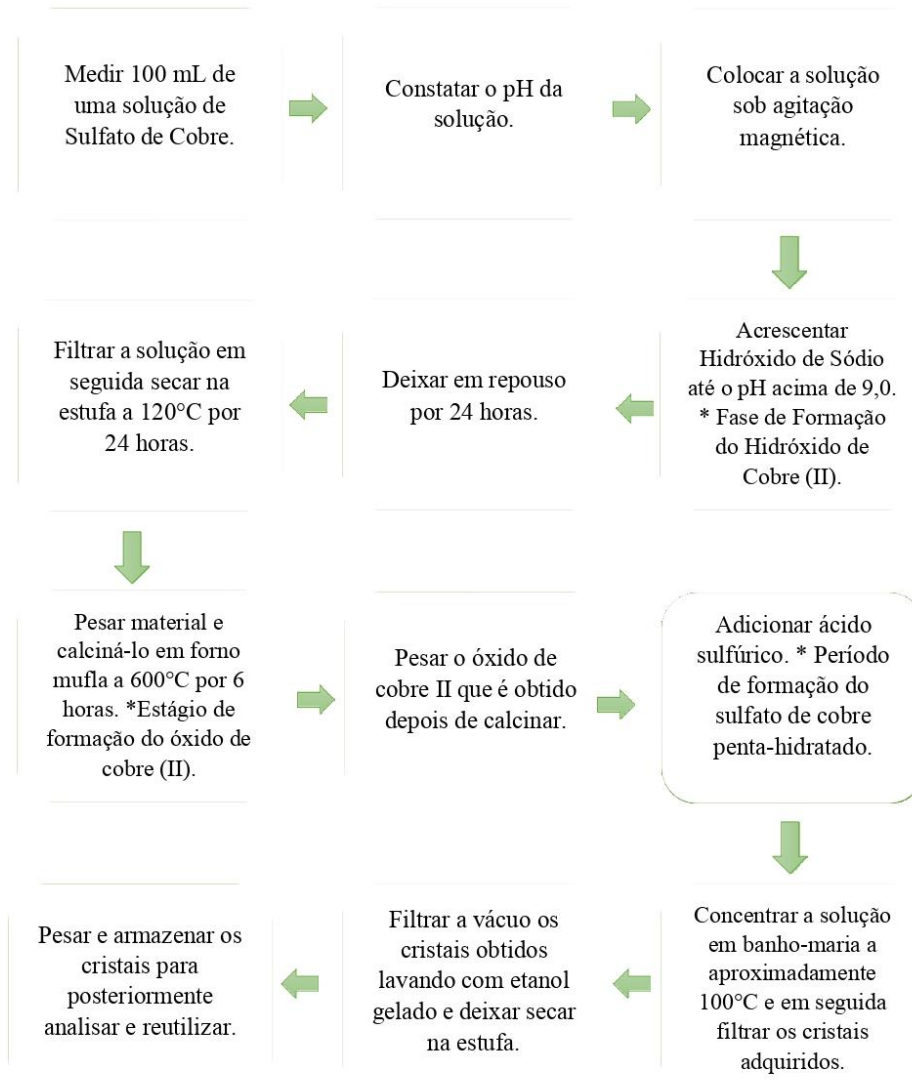 Medir 100 mL de
uma solução de
Sulfato de Cobre.
Constatar o pH da
solução.
Colocar a solução
sob agitação
magnética.
Acrescentar
Hidróxido de Sódio
até o pH acima de 9,0.
* Fase de Formação
do Hidróxido de
Cobre (II).
Deixar em repouso
por 24 horas.
Filtrar a solução em
seguida secar na
estufa a 120°C por
24 horas.
Pesar material e
calciná-lo em forno
mufla a 600°C por 6
horas. *Estágio de
formação do óxido de
cobre (II).
Pesar o óxido de
cobre II que é obtido
depois de calcinar.
Adicionar ácido
sulfúrico. * Período
de formação do
sulfato de cobre
penta-hidratado.
Concentrar a solução
em banho-maria a
aproximadamente
100°C e em seguida
filtrar os cristais
adquiridos.
Filtrar a vácuo os
cristais obtidos
lavando com etanol
gelado e deixar secar
na estufa.
Pesar e armazenar os
cristais para
posteriormente
analisar e reutilizar.